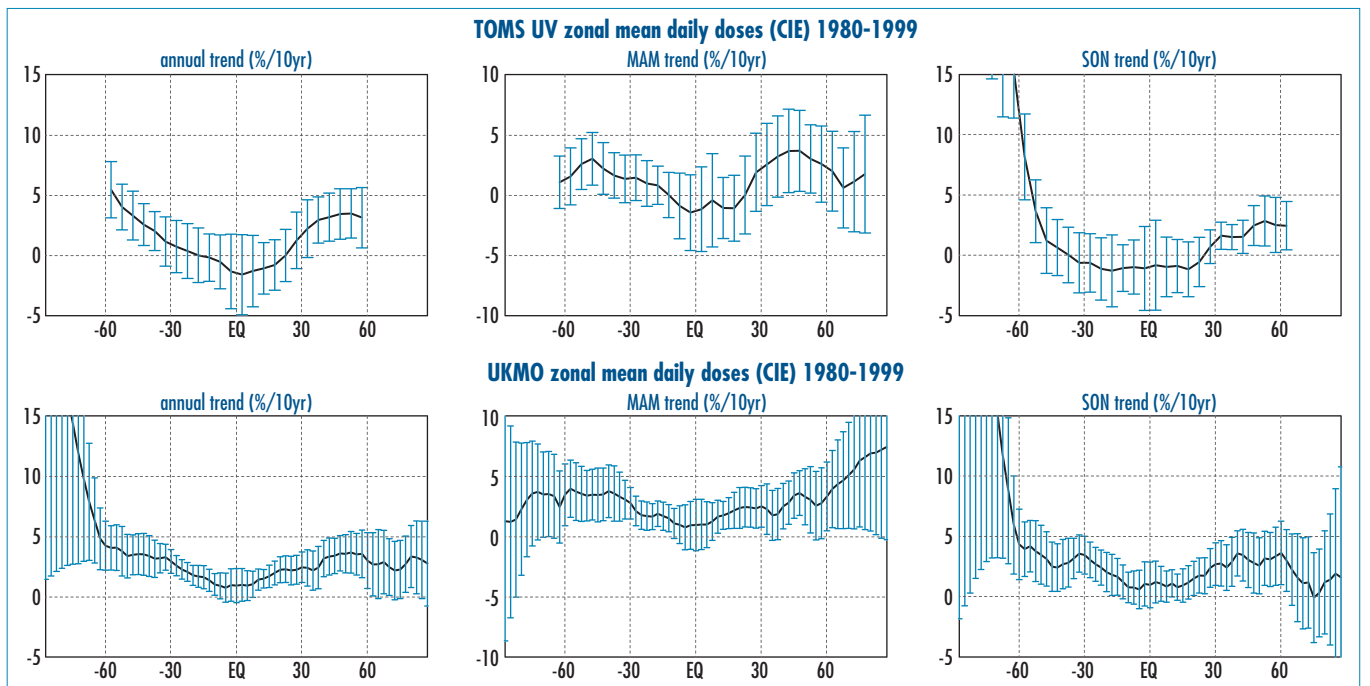 TOMS UV zonal mean daily doses (CIE) 1980-1999
annual trend (%/10yr)
MAM trend (%/10yr)
SON trend (%/10yr)
15
10
5
0
-5
-60 -30 EQ 30 60
10
5
0
-5
-10
-60 -30 EQ 30 60
15
10
5
0
-5
-60 -30 EQ 30 60
UKMO zonal mean daily doses (CIE) 1980-1999
annual trend (%/10yr)
MAM trend (%/10yr)
SON trend (%/10yr)
15
10
5
0
-5
-60 -30 EQ 30 60
10
5
0
-5
-10
-60 -30 EQ 30 60
15
10
5
0
-5
-60 -30 EQ 30 60